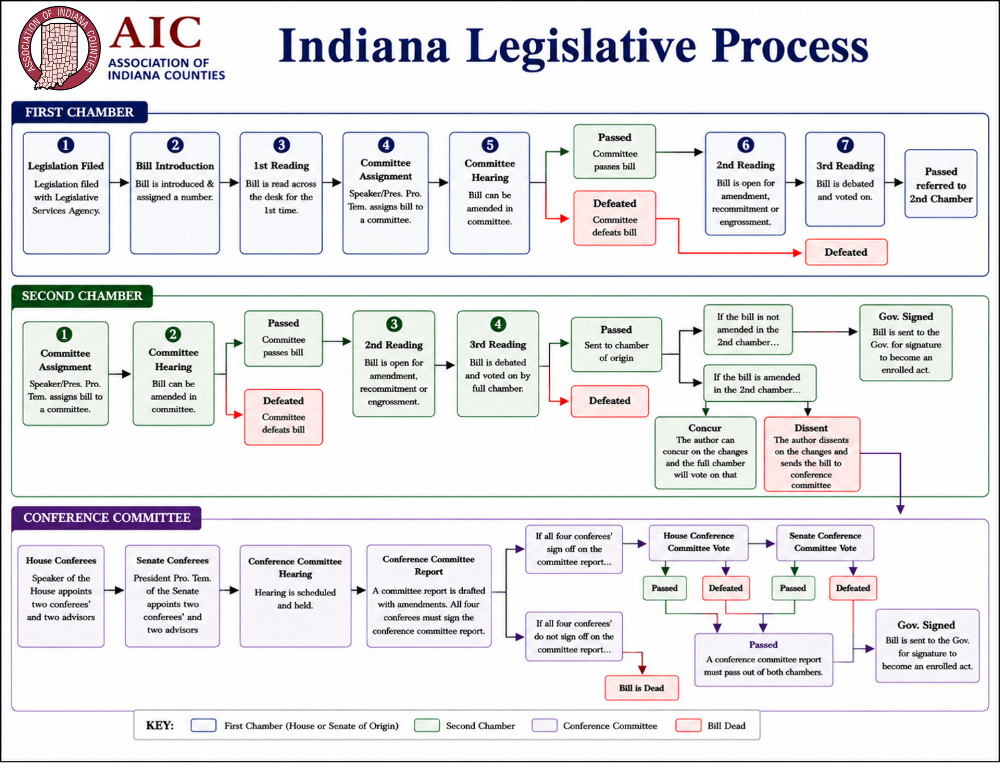 ASSOCIATION OF INDIANA COUNTIES
AIC
ASSOCIATION OF
INDIANA COUNTIES
Indiana Legislative Process
FIRST CHAMBER
1
Legislation Filed
Legislation filed
with Legislative
Services Agency.
2
Bill Introduction
Bill is introduced &
assigned a number.
3
1st Reading
Bill is read across
the desk for the
1st time.
4
Committee
Assignment
Speaker/Pres. Pro.
Tem. assigns bill to
a committee.
5
Committee
Hearing
Bill can be
amended in
committee.
Passed
Committee
passes bill
Defeated
Committee
defeats bill
6
2nd Reading
Bill is open for
amendment,
recommitment or
engrossment.
7
3rd Reading
Bill is debated
and voted on.
Passed
referred to
2nd Chamber
Defeated
SECOND CHAMBER
1
Committee
Assignment
Speaker/Pres. Pro.
Tem. assigns bill to
a committee.
2
Committee
Hearing
Bill can be
amended in
committee.
Passed
Committee
passes bill
Defeated
Committee
defeats bill
3
2nd Reading
Bill is open for
amendment,
recommitment or
engrossment.
4
3rd Reading
Bill is debated
and voted on by
full chamber.
Passed
Sent to chamber
of origin
Defeated
If the bill is not
amended in the
2nd chamber...
Gov. Signed
Bill is sent to the
Gov. for signature
to become an
enrolled act.
If the bill is amended
in the 2nd chamber...
Concur
The author can
concur on the changes
and the full chamber
will vote on that
Dissent
The author dissents
on the changes and
sends the bill to
conference
committee
CONFERENCE COMMITTEE
House Conferees
Speaker of the
House appoints
two conferees'
and two advisors
Senate Conferees
President Pro. Tem.
of the Senate
appoints two
conferees' and
two advisors
Conference Committee
Hearing
Hearing is scheduled
and held.
Conference Committee
Report
A committee report is drafted
with amendments. All four
conferees must sign the
conference committee report.
If all four conferees'
sign off on the
committee report...
If all four conferees'
do not sign off on the
committee report...
Bill is Dead
House Conference
Committee Vote
Passed
Defeated
Senate Conference
Committee Vote
Passed
Defeated
Passed
A conference committee report
must pass out of both chambers.
Gov. Signed
Bill is sent to the Gov.
for signature to
become an enrolled act.
KEY:
First Chamber (House or Senate of Origin)
Second Chamber
Conference Committee
Bill Dead